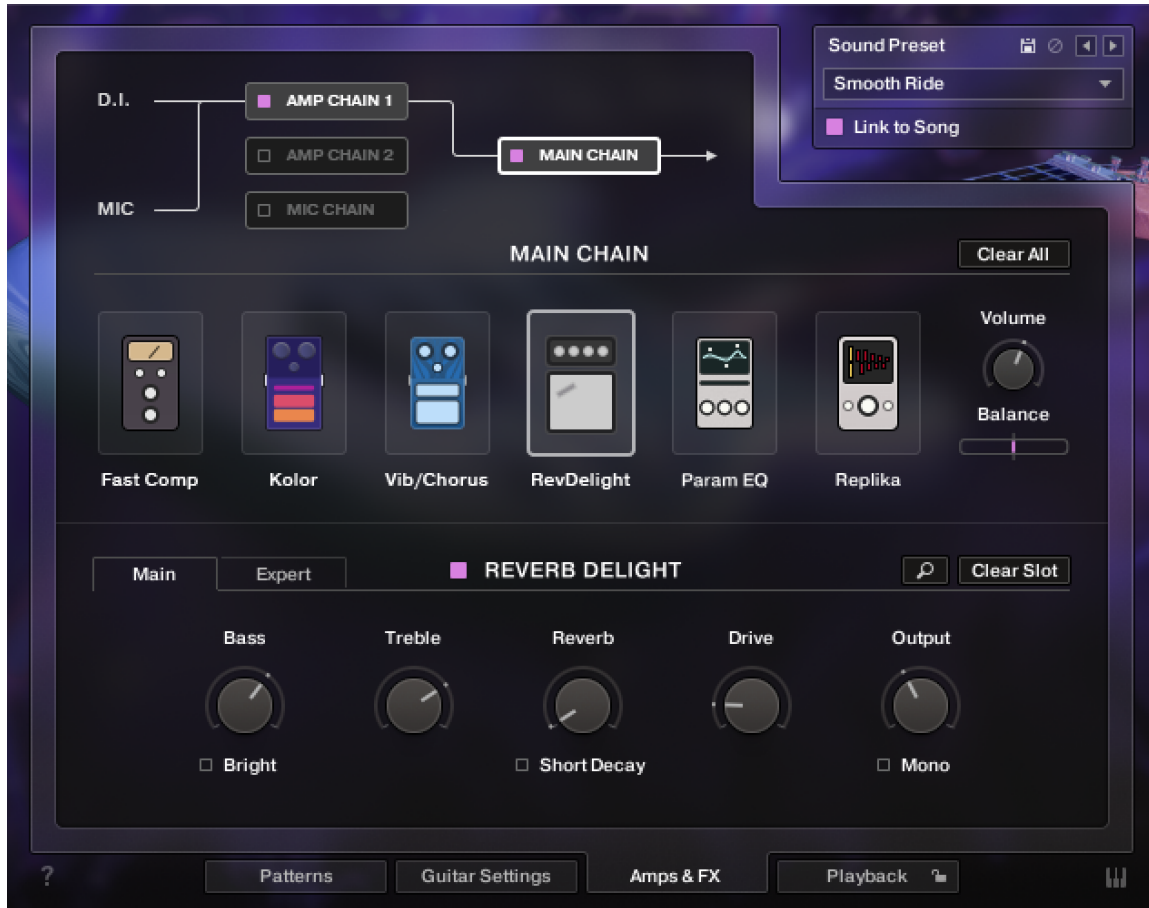 Sound Preset
Smooth Ride
Link to Song
D.I.
AMP CHAIN 1
AMP CHAIN 2
MAIN CHAIN
MIC
MIC CHAIN
MAIN CHAIN
Clear All
Volume
Balance
Fast Comp
Kolor
Vib/Chorus
RevDelight
Param EQ
Replika
Main
Expert
REVERB DELIGHT
Clear Slot
Bass
Treble
Reverb
Drive
Output
Bright
Short Decay
Mono
?
Patterns
Guitar Settings
Amps & FX
Playback